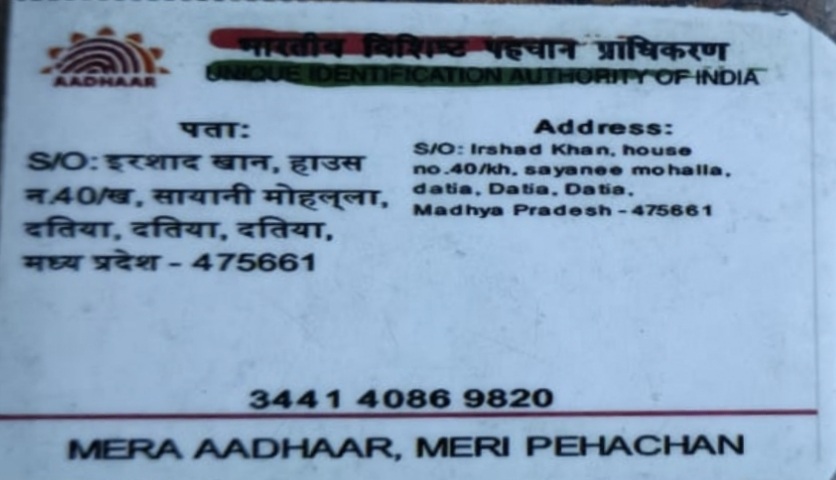 AADHAAR
भारतीय विशिष्ट पहचान प्राधिकरण
UNIQUE IDENTIFICATION AUTHORITY OF INDIA
पता:
S/O: इरशाद खान, हाउस
न.40/ख, सायानी मोहल्ला,
दतिया, दतिया, दतिया,
मध्य प्रदेश - 475661
Address:
S/O: Irshad Khan, house
no.40/kh, sayanee mohalla,
datia, Datia, Datia,
Madhya Pradesh - 475661
3441 4086 9820
MERA AADHAAR, MERI PEHACHAN